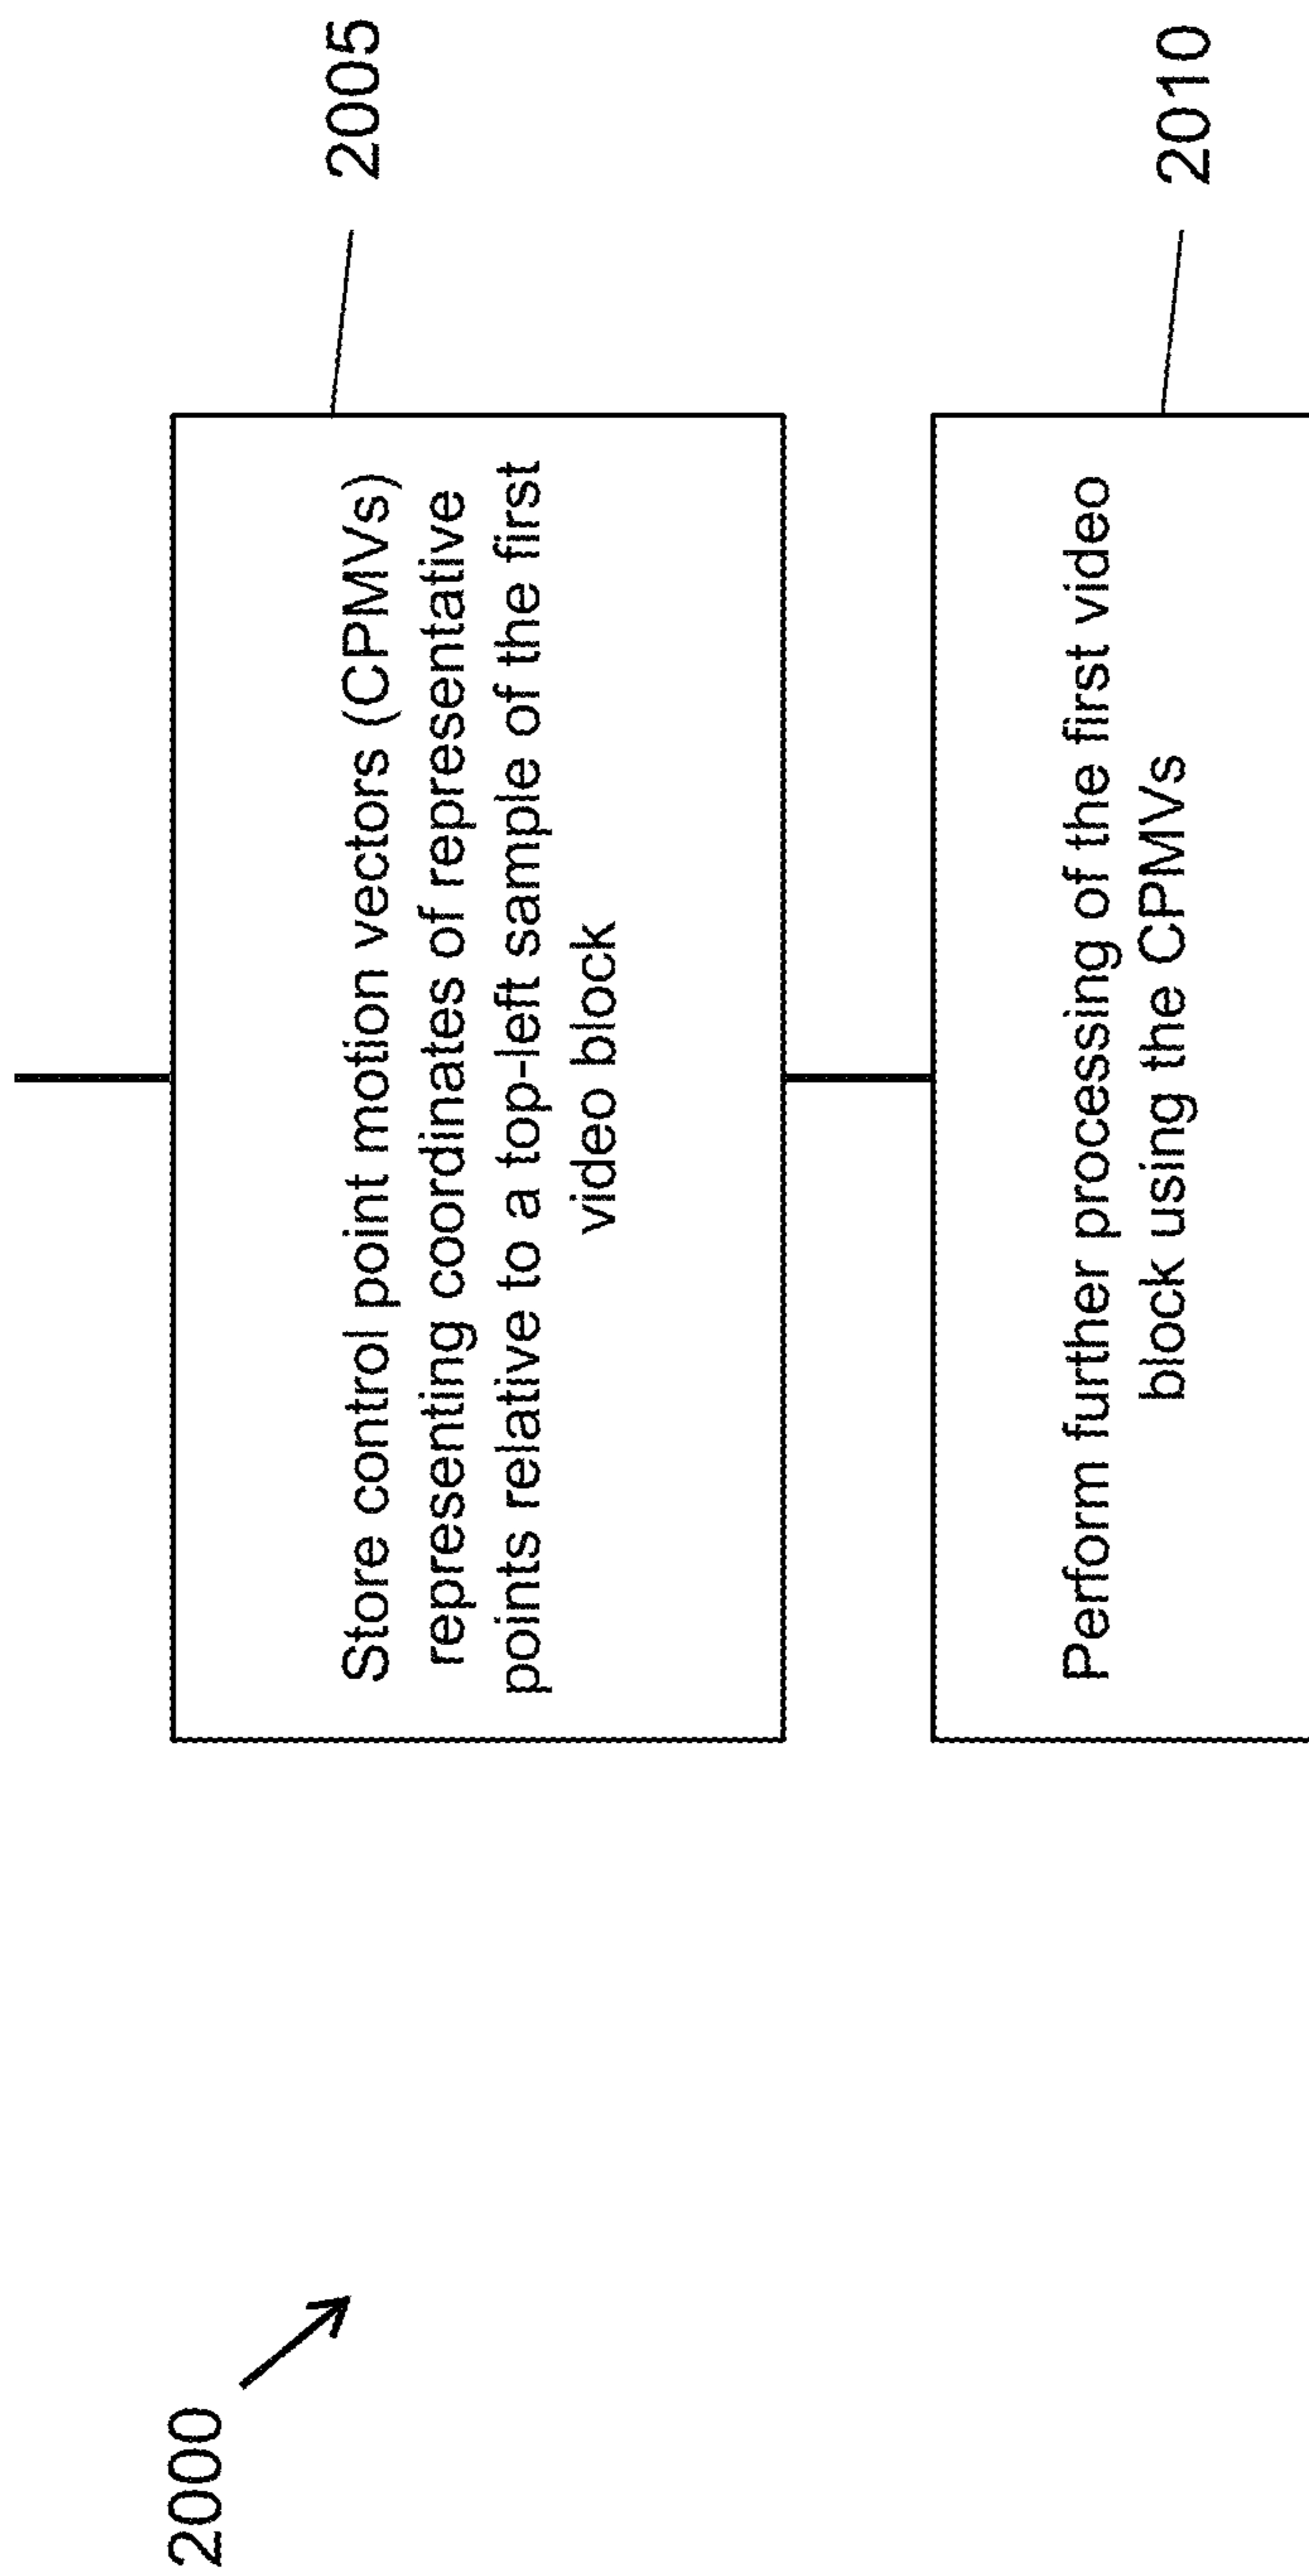 2000
Store control point motion vectors (CPMVs)
representing coordinates of representative
points relative to a top-left sample of the first
video block
2005
Perform further processing of the first video
block using the CPMVs
2010